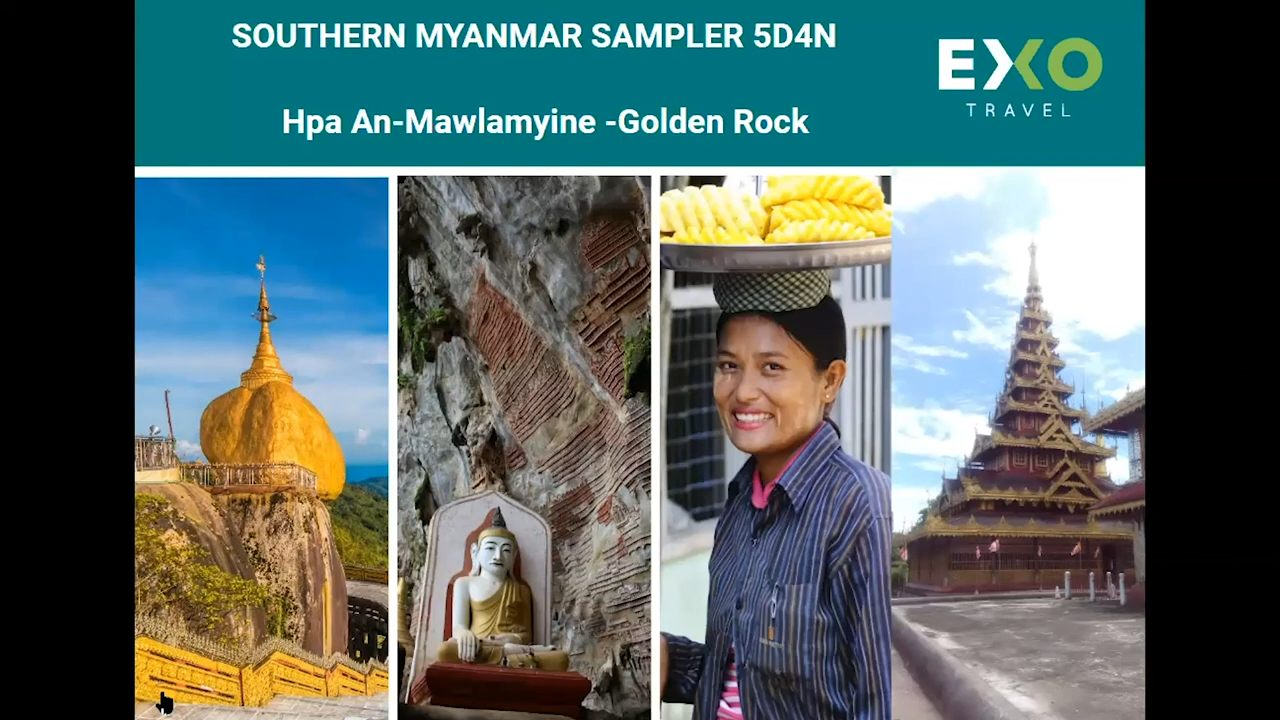 SOUTHERN MYANMAR SAMPLER 5D4N
Hpa An-Mawlamyine -Golden Rock
EXO
TRAVEL